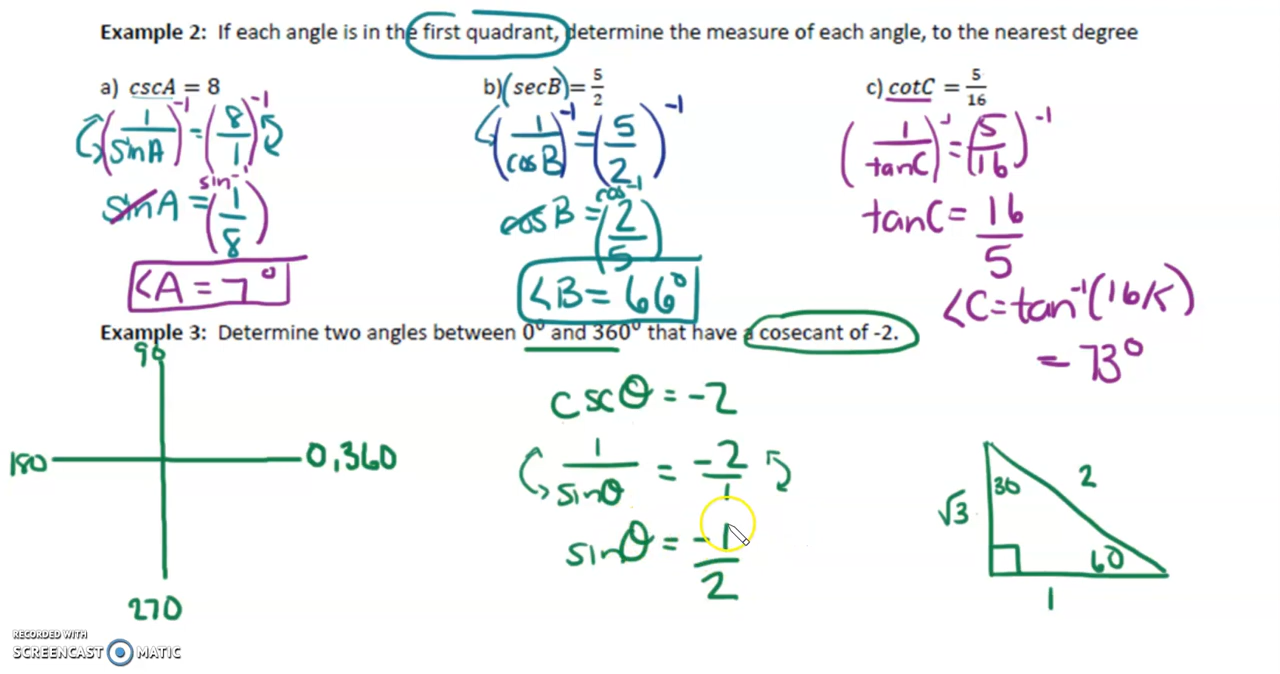 Example 2: If each angle is in the first quadrant, determine the measure of each angle, to the nearest degree
a) cscA = 8
(1/sinA)^-1 = (8/1)^-1
sinA = sin^-1(1/8)
<A = 7°
b) (secB) = 5/2
(1/cosB)^-1 = (5/2)^-1
cosB = cos^-1(2/5)
<B = 66°
c) cotC = 5/16
(1/tanC)^-1 = (5/16)^-1
tanC = 16/5
<C = tan^-1(16/5)
= 73°
Example 3: Determine two angles between 0° and 360° that have a cosecant of -2.
90
180
0,360
270
cscθ = -2
1/sinθ = -2/1
sinθ = -1/2
30
2
√3
60
1
RECORDED WITH
SCREENCAST MATIC